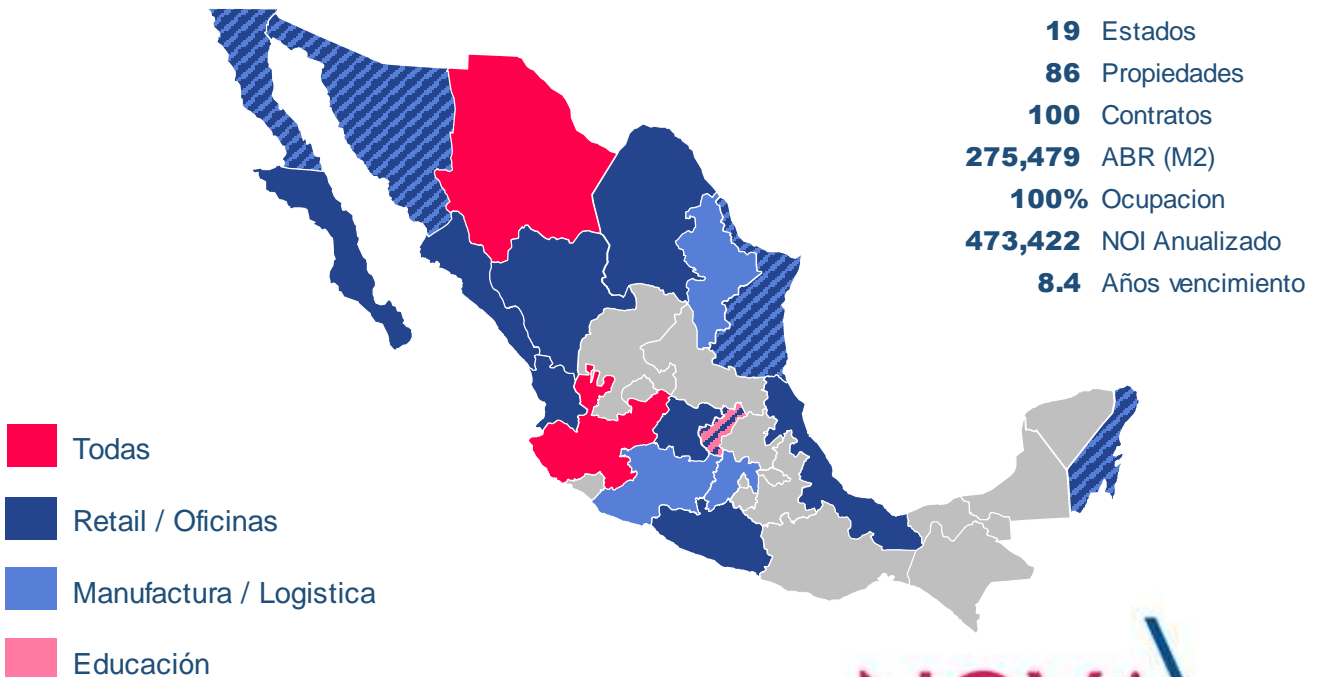 19 Estados
86 Propiedades
100 Contratos
275,479 ABR (M2)
100% Ocupacion
473,422 NOI Anualizado
8.4 Años vencimiento
Todas
Retail / Oficinas
Manufactura / Logistica
Educación